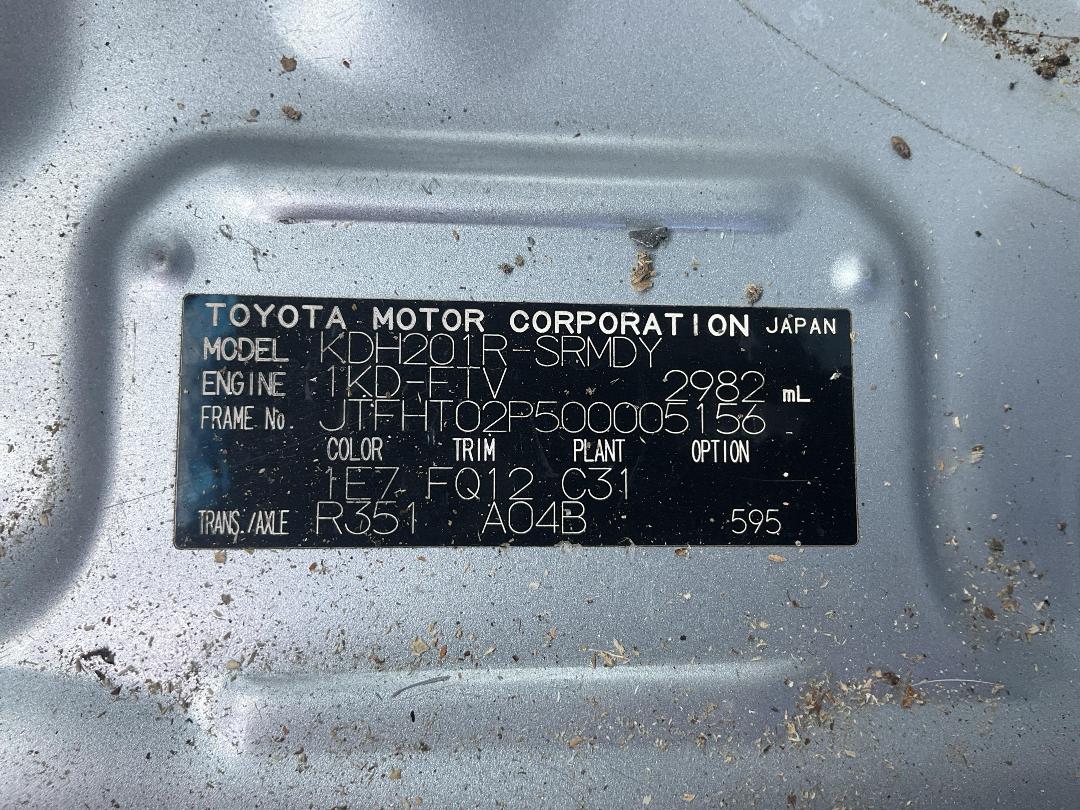 TOYOTA MOTOR CORPORATION JAPAN
MODEL KDH201R-SRMDY
ENGINE 1KD-FTV 2982 mL
FRAME No. JTFHT02P500005156
COLOR TRIM PLANT OPTION
1E7 FQ12 C31
TRANS./AXLE R351 A04B 595